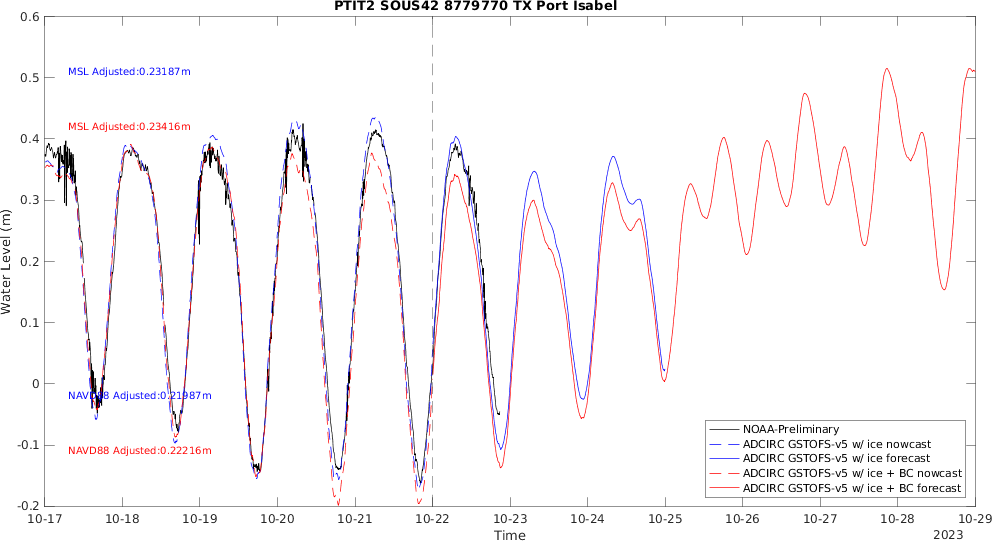 PTIT2 SOUS42 8779770 TX Port Isabel
0.6
0.5
0.4
0.3
0.2
0.1
0
-0.1
-0.2
Water Level (m)
MSL Adjusted:0.23187m
MSL Adjusted:0.23416m
NAVD88 Adjusted:0.21987m
NAVD88 Adjusted:0.22216m
NOAA-Preliminary
ADCIRC GSTOFS-v5 w/ ice nowcast
ADCIRC GSTOFS-v5 w/ ice forecast
ADCIRC GSTOFS-v5 w/ ice + BC nowcast
ADCIRC GSTOFS-v5 w/ ice + BC forecast
10-17 10-18 10-19 10-20 10-21 10-22 10-23 10-24 10-25 10-26 10-27 10-28 10-29
Time
2023